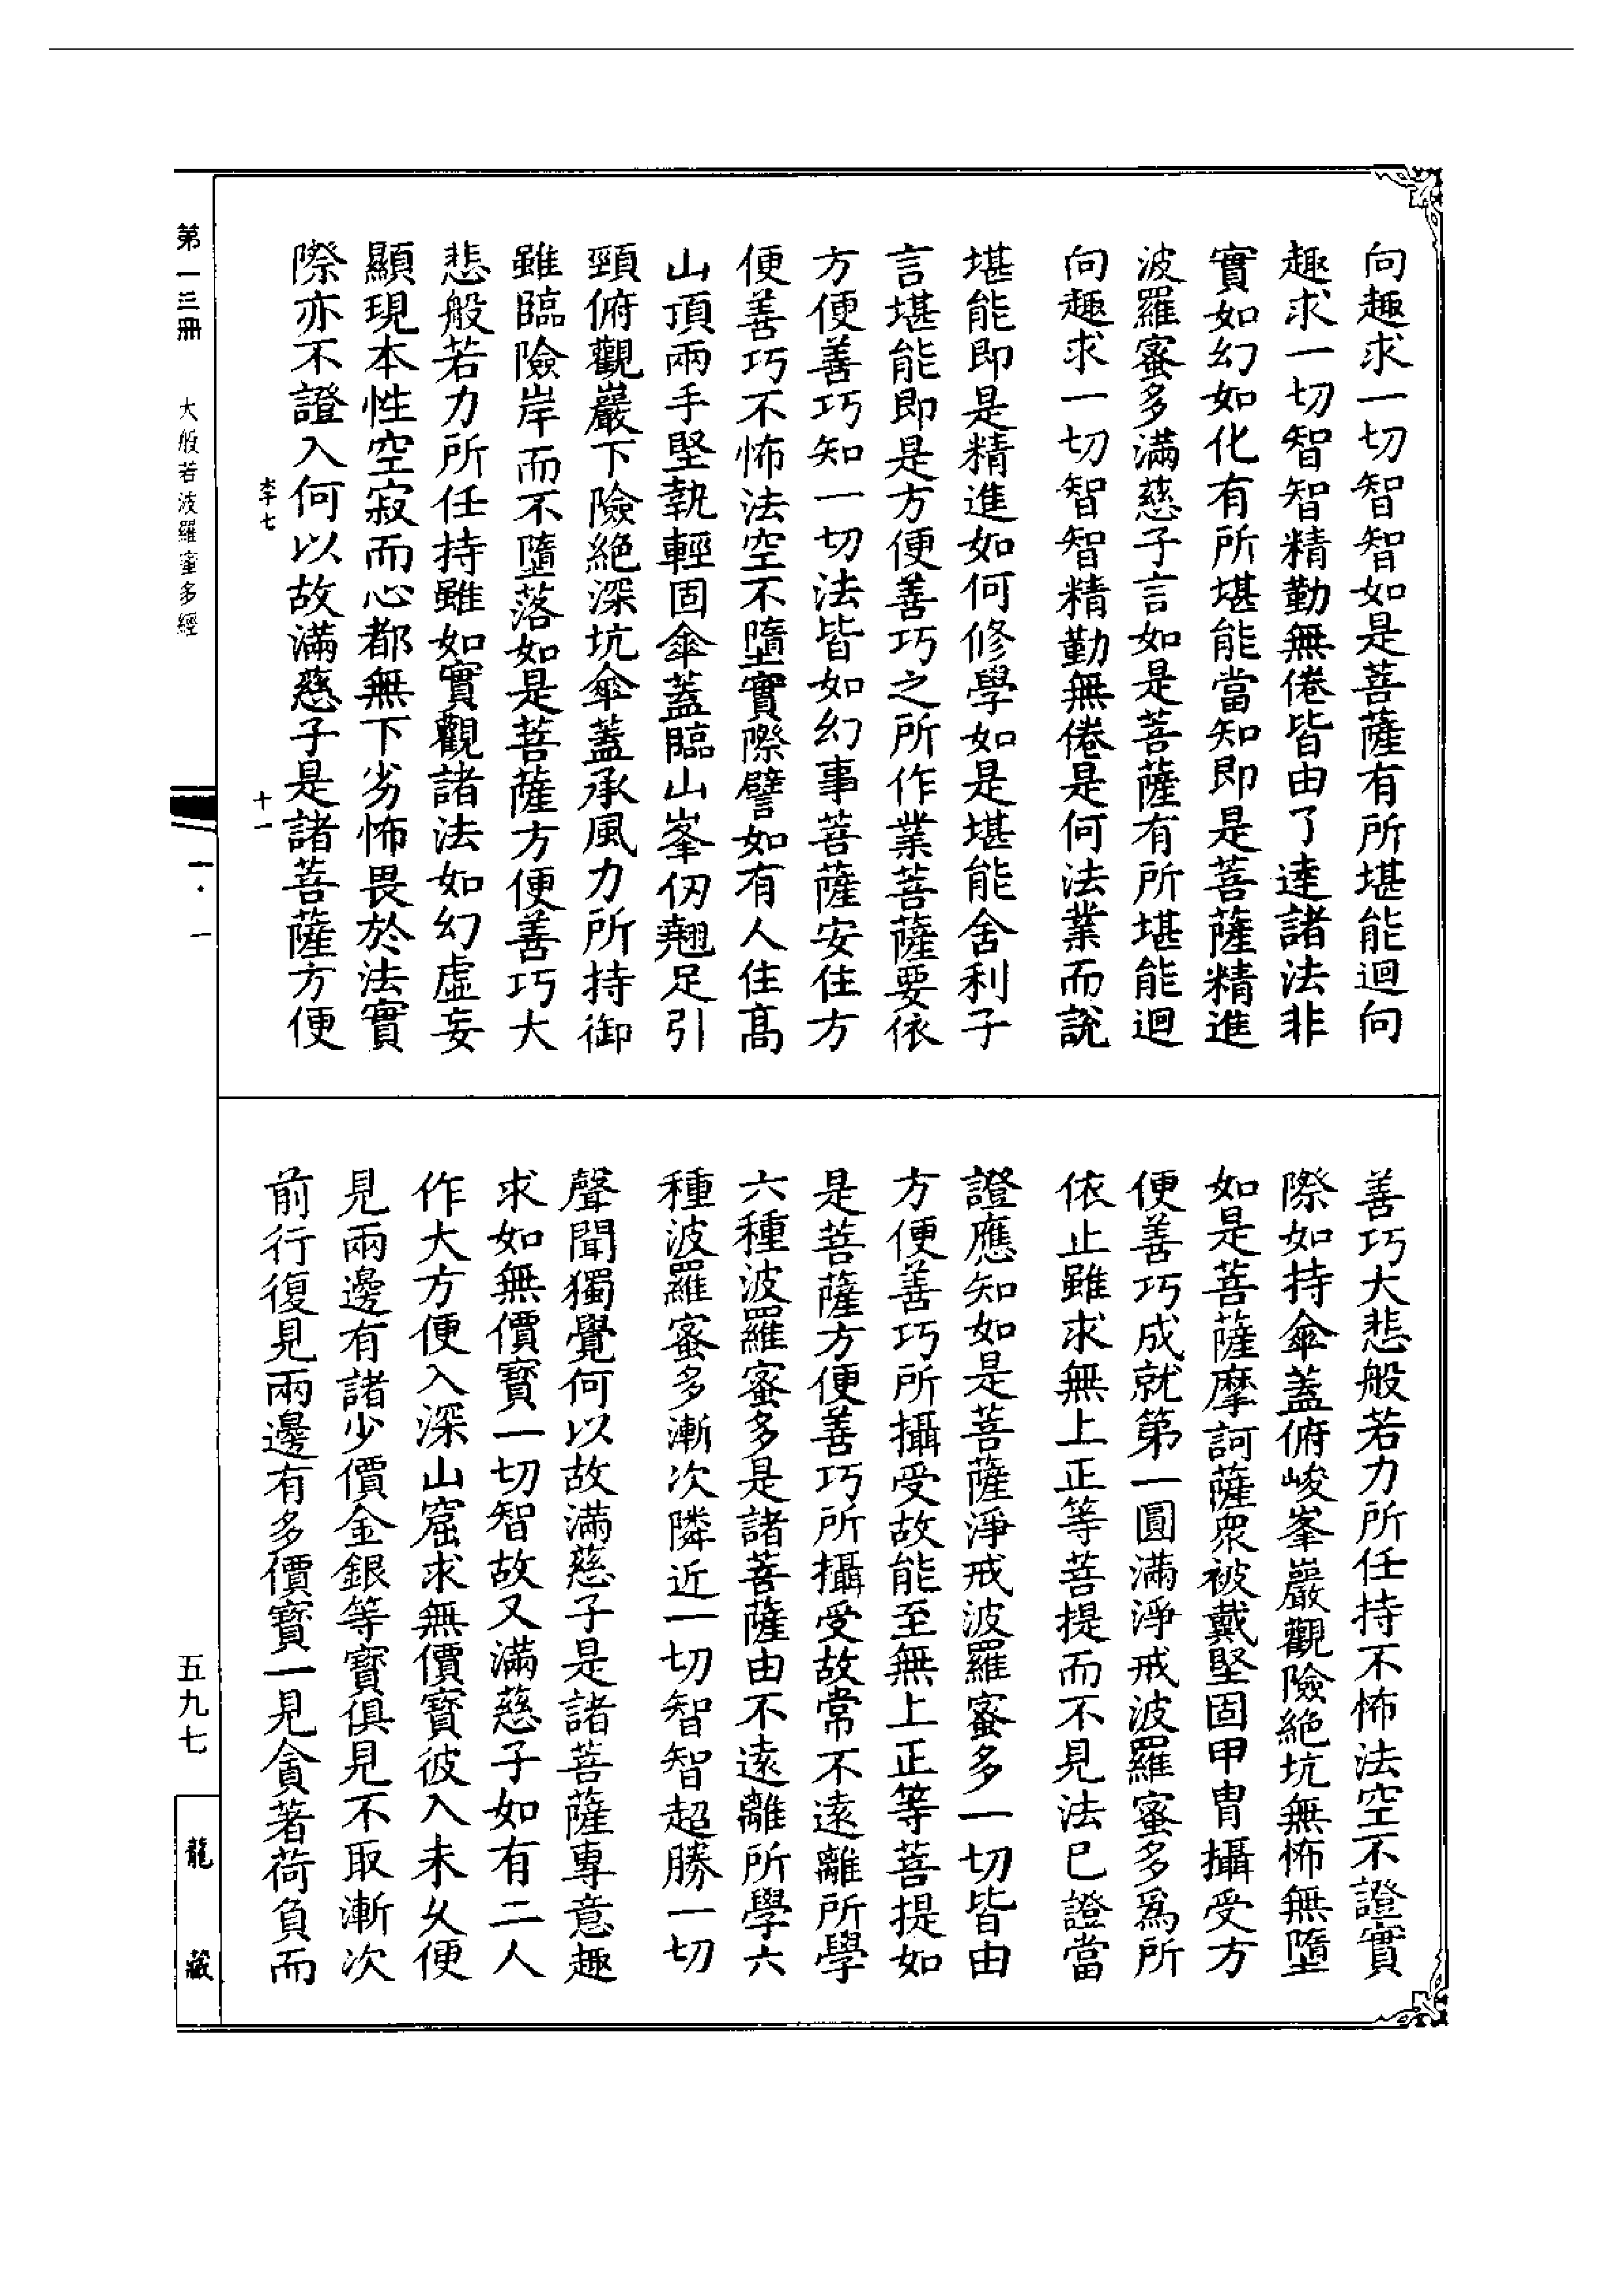 向趣求一切智智如是菩薩有所堪能迴向
趣求一切智智精勤無倦皆由了達諸法非
實如幻如化有所堪能當知即是菩薩精進
波羅蜜多滿慈子言如是菩薩有所堪能迴
向趣求一切智智精勤無倦是何法業而說
堪能即是精進如何修學如是堪能舍利子
言堪能即是方便善巧之所作業菩薩要依
方便善巧知一切法皆如幻事菩薩安住方
便善巧不怖法空不墮實際譬如有人住高
山頂兩手堅執輕固傘蓋臨山峯仞翹足引
頸俯觀巖下險絕深坑傘蓋承風力所持御
雖臨險岸而不墮落如是菩薩方便善巧大
悲般若力所任持雖如實觀諸法如幻虛妄
顯現本性空寂而心都無下劣怖畏於法實
際亦不證入何以故滿慈子是諸菩薩方便
善巧大悲般若力所任持不怖法空不證實
際如持傘蓋俯峻峯巖觀險絕坑無怖無墮
如是菩薩摩訶薩眾被戴堅固甲冑攝受方
便善巧成就第一圓滿淨戒波羅蜜多為所
依止雖求無上正等菩提而不見法已證當
證應知如是菩薩淨戒波羅蜜多一切皆由
方便善巧所攝受故能至無上正等菩提如
是菩薩方便善巧所攝受故常不遠離所學
六種波羅蜜多是諸菩薩由不遠離所學六
種波羅蜜多漸次隣近一切智智超勝一切
聲聞獨覺何以故滿慈子是諸菩薩專意趣
求如無價寶一切智故又滿慈子如有二人
作大方便入深山窟求無價寶彼入未久便
見兩邊有諸少價金銀等寶俱見不取漸次
前行復見兩邊有多價寶一見貪著荷負而
第一三冊
大般若波羅蜜多經
李七
十一
一·一
五九七
龍藏